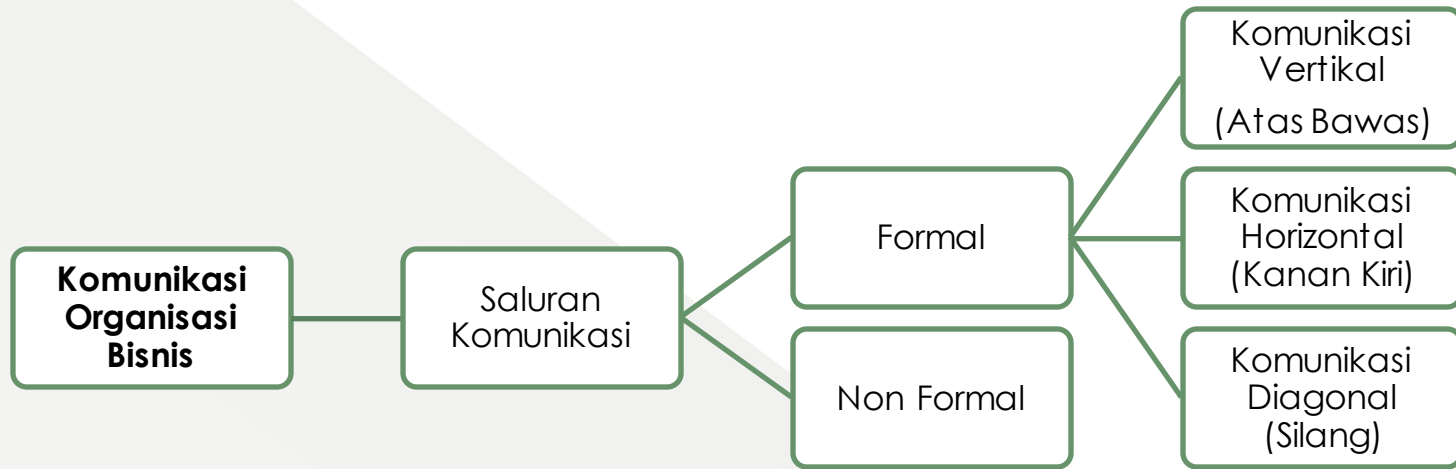 Komunikasi
Organisasi
Bisnis
Saluran
Komunikasi
Formal
Non Formal
Komunikasi
Vertikal
(Atas Bawas)
Komunikasi
Horizontal
(Kanan Kiri)
Komunikasi
Diagonal
(Silang)